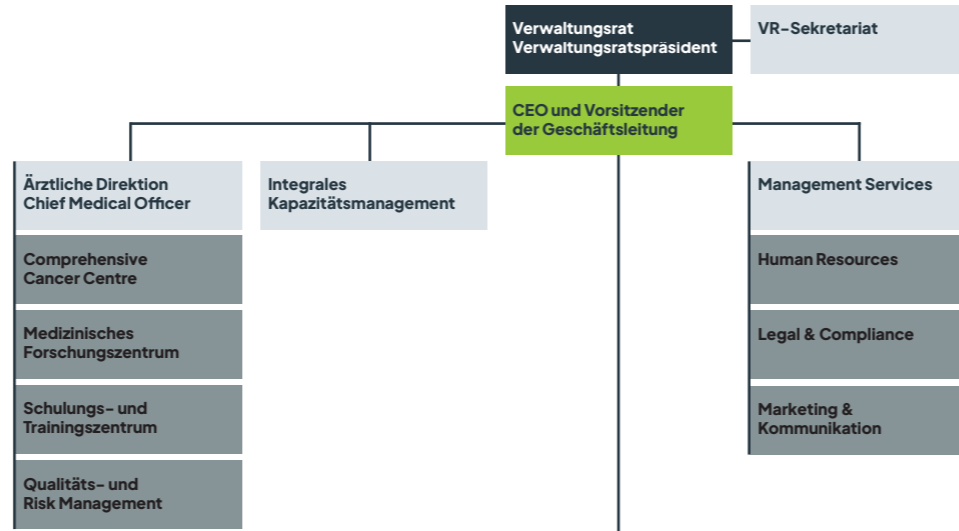 Verwaltungsrat
Verwaltungsratspräsident
VR-Sekretariat
CEO und Vorsitzender
der Geschäftsleitung
Ärztliche Direktion
Chief Medical Officer
Integrales
Kapazitätsmanagement
Management Services
Comprehensive
Cancer Centre
Human Resources
Medizinisches
Forschungszentrum
Legal & Compliance
Schulungs- und
Trainingszentrum
Marketing &
Kommunikation
Qualitäts- und
Risk Management